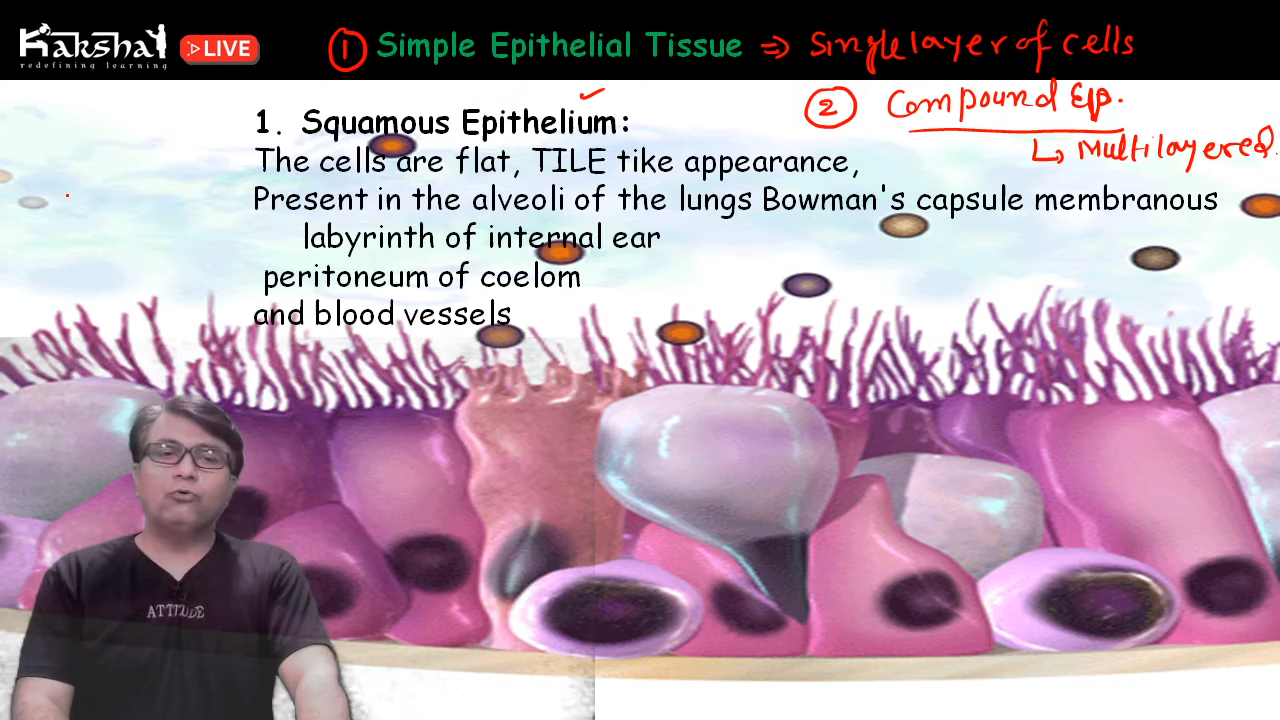 Kaksha
redefining learning
LIVE
① Simple Epithelial Tissue ⇒ Single layer of cells
② Compound Ep.
↳ Multilayered.
1. Squamous Epithelium:
The cells are flat, TILE tike appearance,
Present in the alveoli of the lungs Bowman's capsule membranous
labyrinth of internal ear
peritoneum of coelom
and blood vessels
ATTITUDE